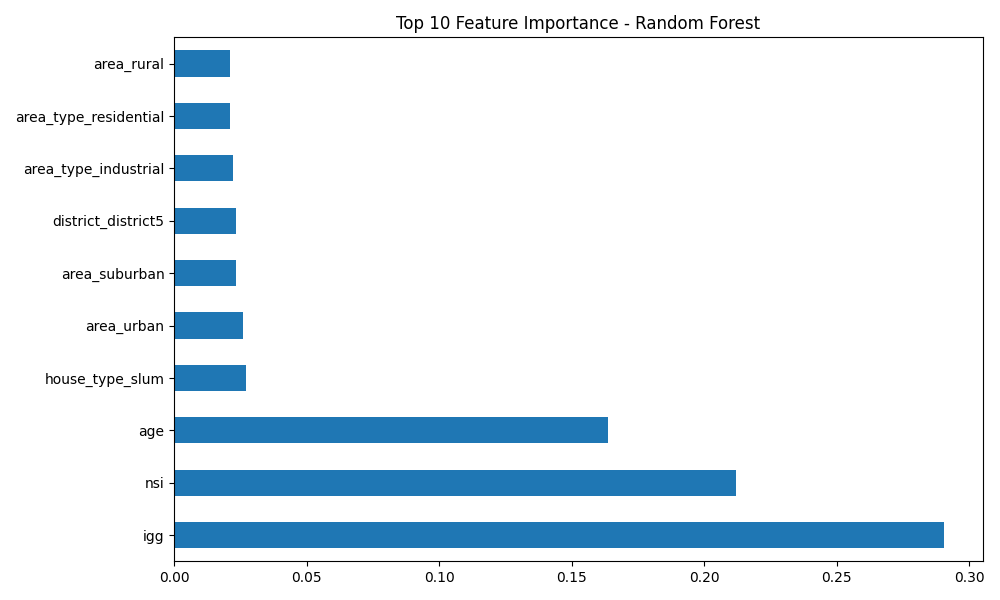 Top 10 Feature Importance - Random Forest
area_rural
area_type_residential
area_type_industrial
district_district5
area_suburban
area_urban
house_type_slum
age
nsi
igg
0.00 0.05 0.10 0.15 0.20 0.25 0.30